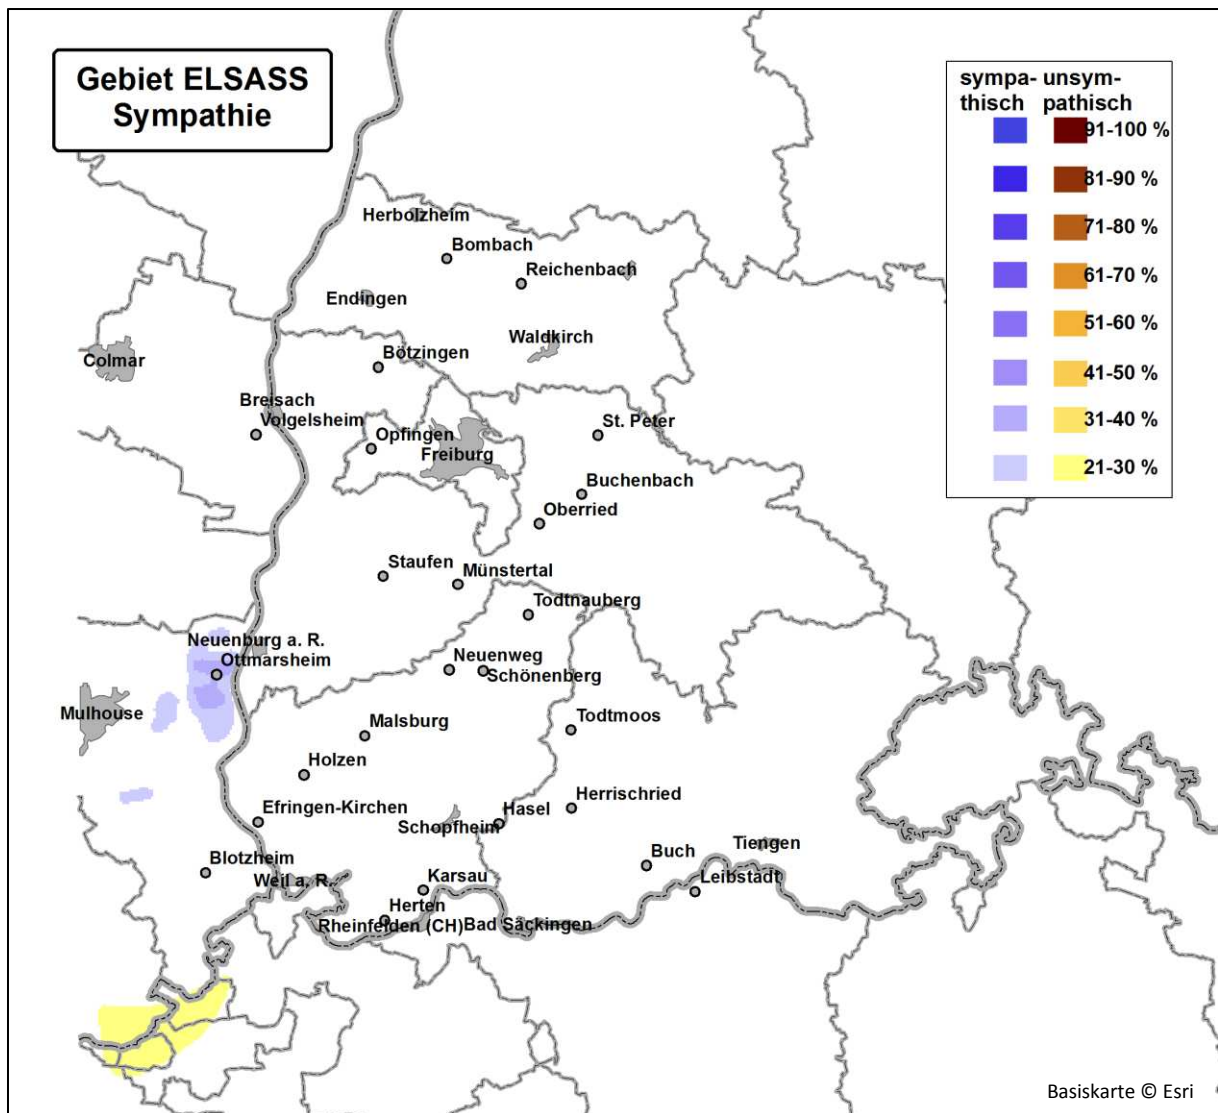 Gebiet ELSASS
Sympathie
sympa- unsym-
thisch pathisch
91-100 %
81-90 %
71-80 %
61-70 %
51-60 %
41-50 %
31-40 %
21-30 %
Herbolzheim
Bombach
Reichenbach
Endingen
Waldkirch
Colmar
Bötzingen
Breisach
Volgelsheim
St. Peter
Opfingen
Freiburg
Buchenbach
Oberried
Staufen
Münstertal
Todtnauberg
Neuenburg a. R.
Ottmarsheim
Neuenweg
Schönenberg
Mulhouse
Malsburg
Todtmoos
Holzen
Efringen-Kirchen
Hasel
Herrischried
Schopfheim
Tiengen
Blotzheim
Buch
Weil a. R.
Karsau
Leibstadt
Herten
Rheinfelden (CH)
Bad Säckingen
Basiskarte © Esri